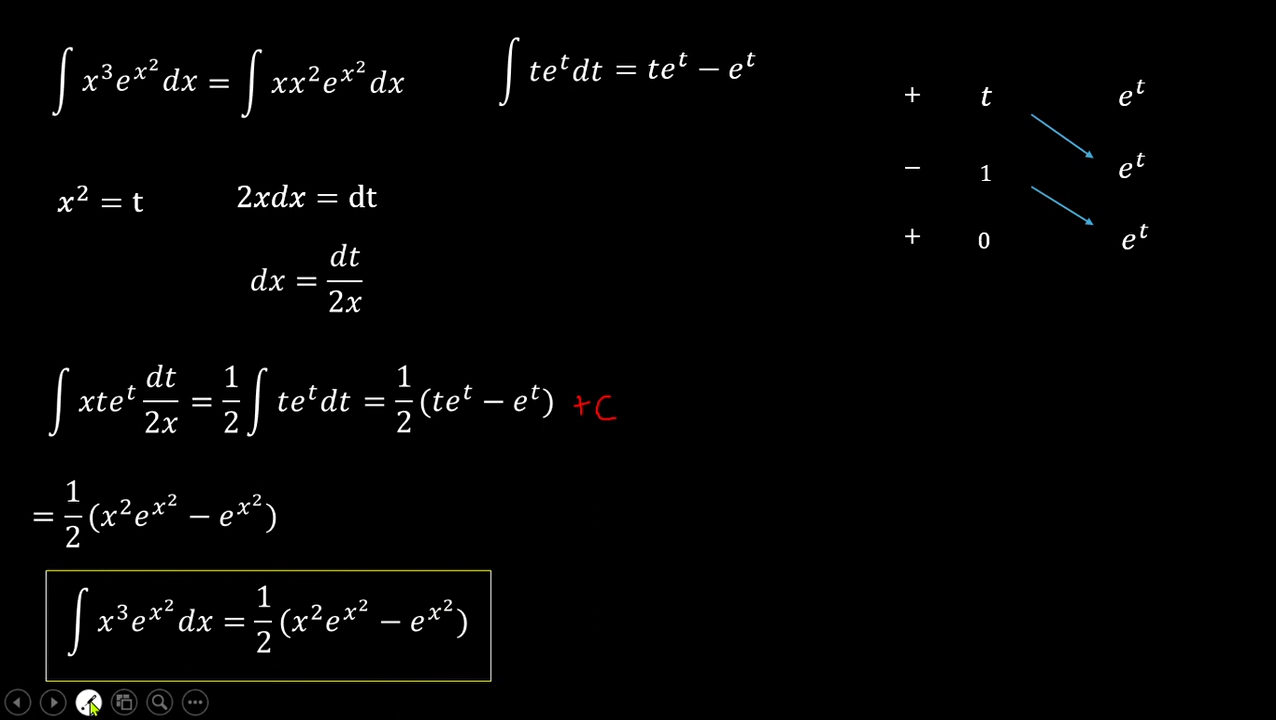 ∫ x³e^{x²}dx = ∫ xx²e^{x²}dx
∫ te^t dt = te^t − e^t
+ t e^t
− 1 e^t
+ 0 e^t
x² = t
2xdx = dt
dx = dt/2x
∫ xte^t dt/2x = 1/2 ∫ te^t dt = 1/2 (te^t − e^t) +C
= 1/2 (x²e^{x²} − e^{x²})
∫ x³e^{x²}dx = 1/2 (x²e^{x²} − e^{x²})